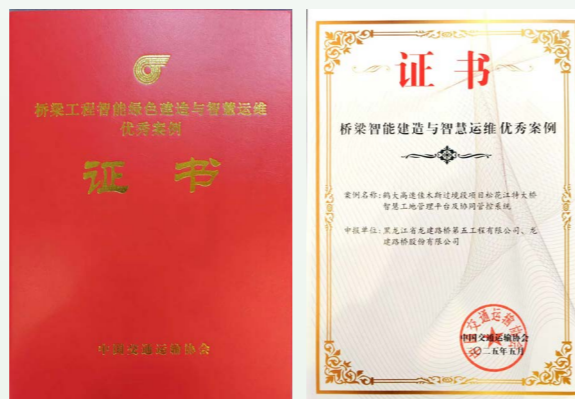 桥梁工程智能绿色建造与智慧运维
优秀案例
证 书
中国交通运输协会
证 书
桥梁智能建造与智慧运维优秀案例
案例名称：鹤大高速佳木斯过境段项目松花江特大桥
智慧工地管理平台及协同管控系统
申报单位：黑龙江省龙建路桥第五工程有限公司、龙
建路桥股份有限公司
中国交通运输协会
二〇二五年五月